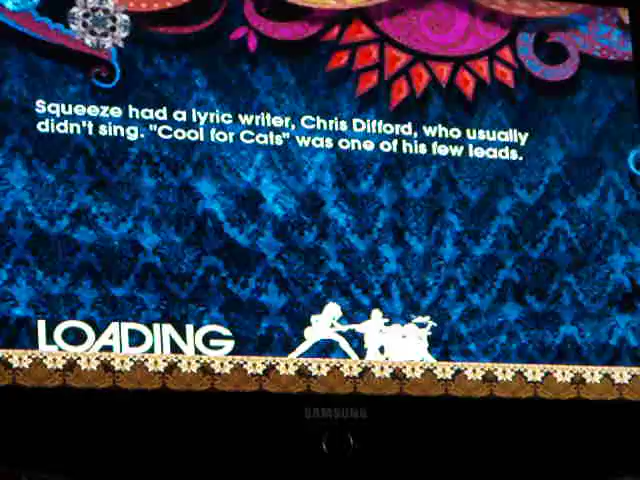 Squeeze had a lyric writer, Chris Difford, who usually
didn't sing. "Cool for Cats" was one of his few leads.
LOADING
SAMSUNG